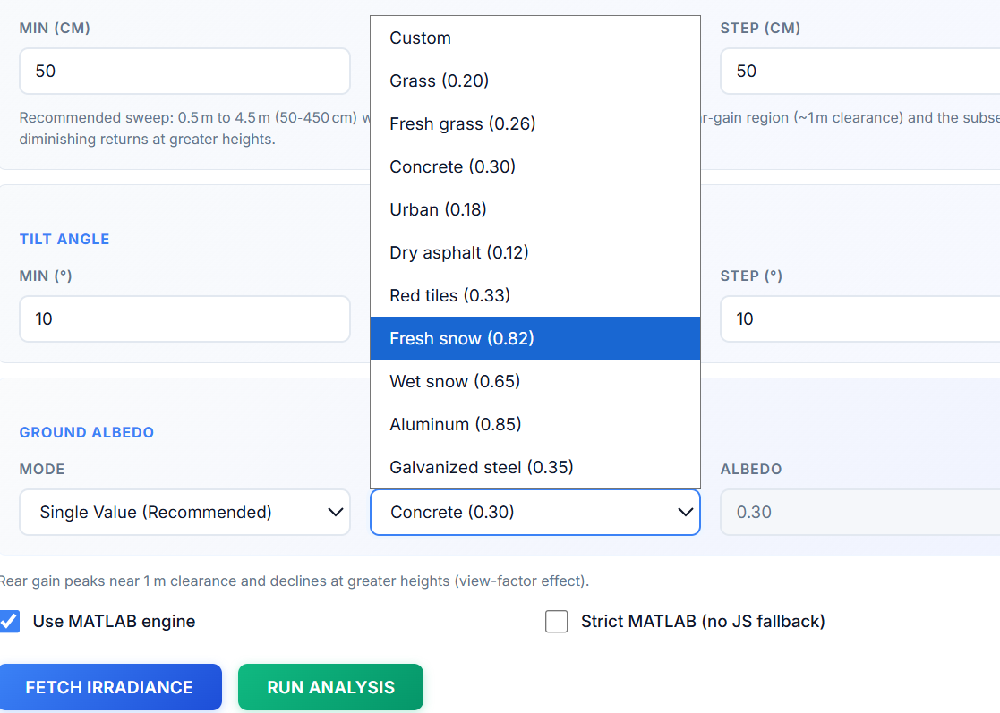 MIN (CM)
STEP (CM)
50
50
Recommended sweep: 0.5 m to 4.5 m (50-450 cm)
r-gain region (~1 m clearance) and the
diminishing returns at greater heights.
Custom
Grass (0.20)
Fresh grass (0.26)
Concrete (0.30)
Urban (0.18)
Dry asphalt (0.12)
Red tiles (0.33)
Fresh snow (0.82)
Wet snow (0.65)
Aluminum (0.85)
Galvanized steel (0.35)
TILT ANGLE
MIN (°)
STEP (°)
10
10
GROUND ALBEDO
MODE
ALBEDO
Single Value (Recommended)
Concrete (0.30)
0.30
Rear gain peaks near 1 m clearance and declines at greater heights (view-factor effect).
Use MATLAB engine
Strict MATLAB (no JS fallback)
FETCH IRRADIANCE
RUN ANALYSIS